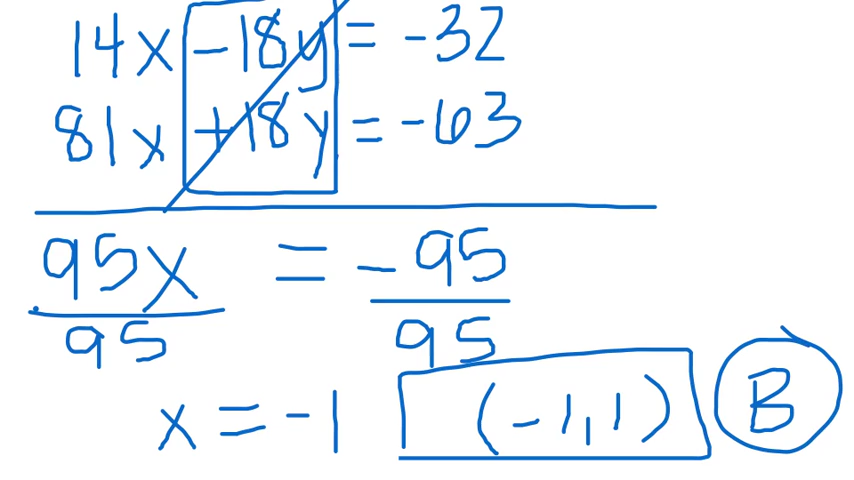 14x -18y = -32
81x +18y = -63
95x = -95
95 95
x = -1 (-1,1) B